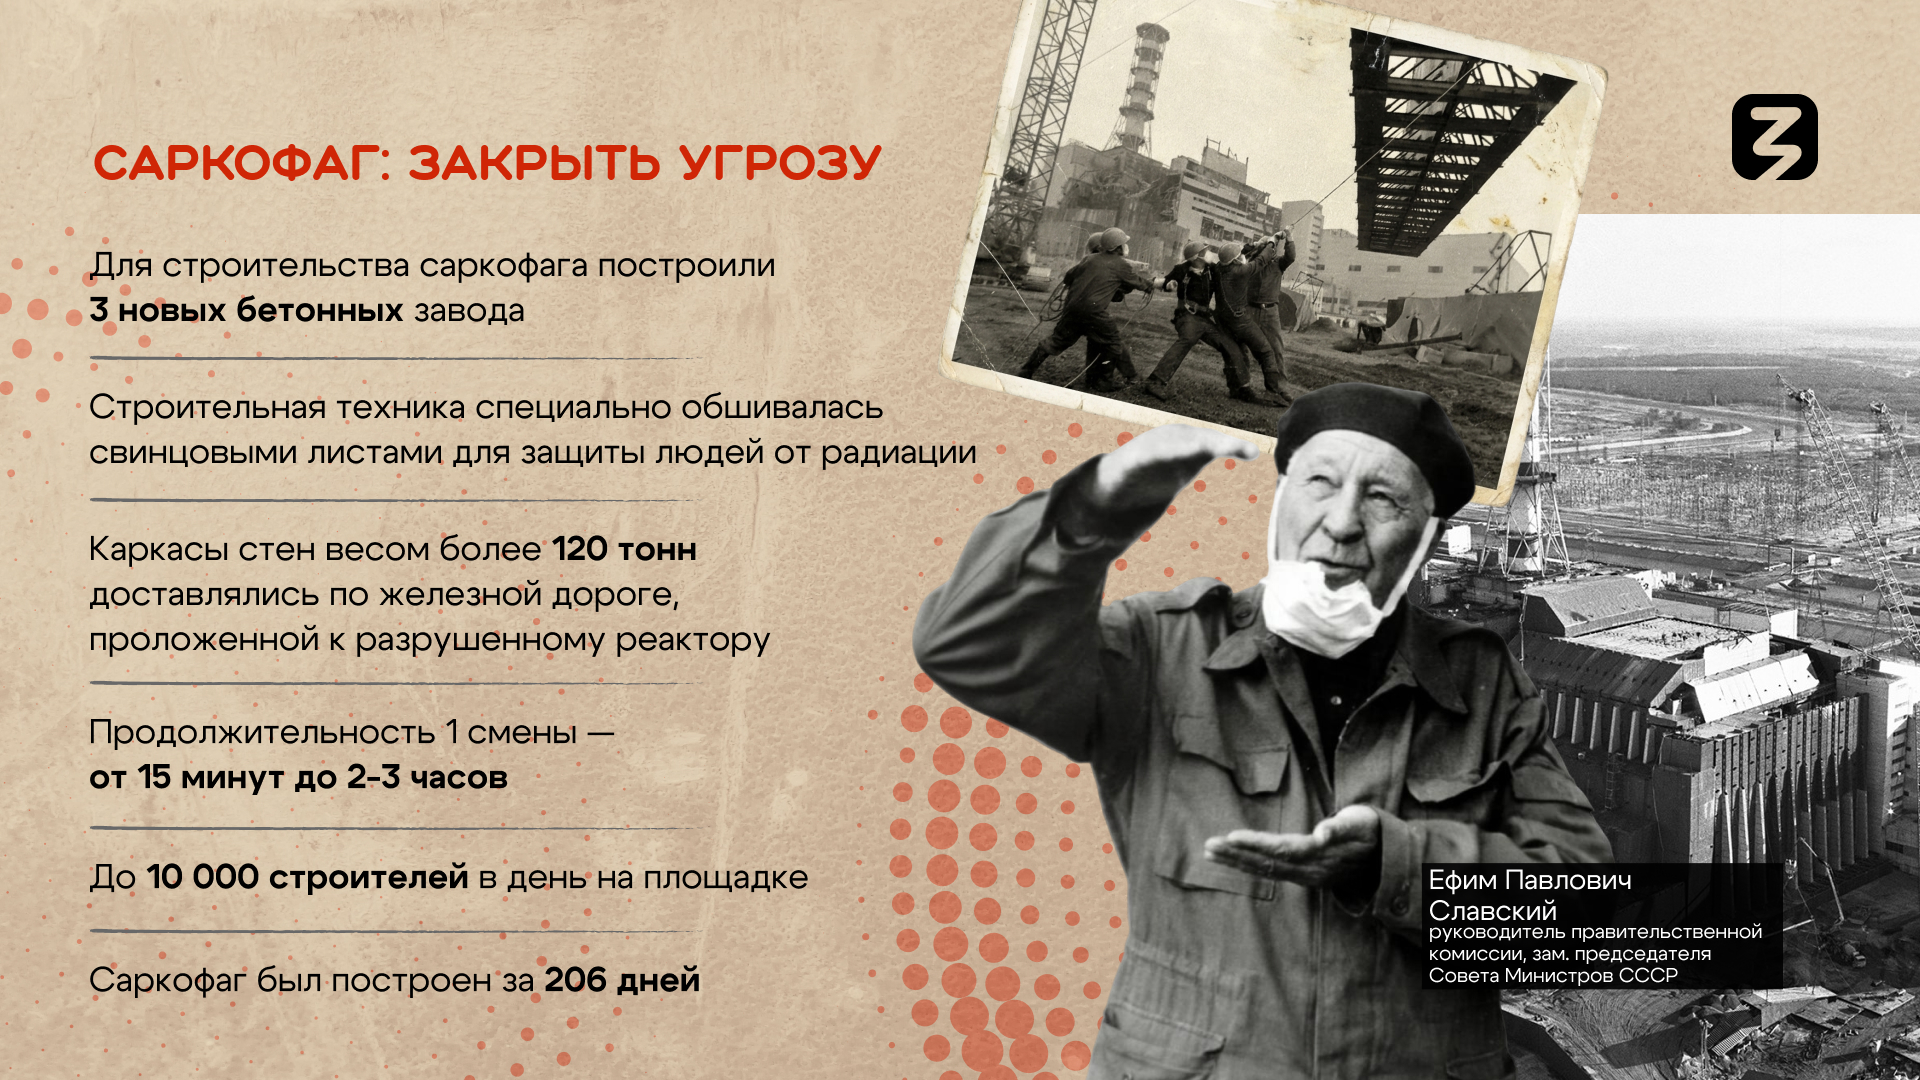 САРКОФАГ: ЗАКРЫТЬ УГРОЗУ
Для строительства саркофага построили
3 новых бетонных завода
Строительная техника специально обшивалась
свинцовыми листами для защиты людей от радиации
Каркасы стен весом более 120 тонн
доставлялись по железной дороге,
проложенной к разрушенному реактору
Продолжительность 1 смены —
от 15 минут до 2-3 часов
До 10 000 строителей в день на площадке
Саркофаг был построен за 206 дней
Ефим Павлович
Славский
руководитель правительственной
комиссии, зам. председателя
Совета Министров СССР